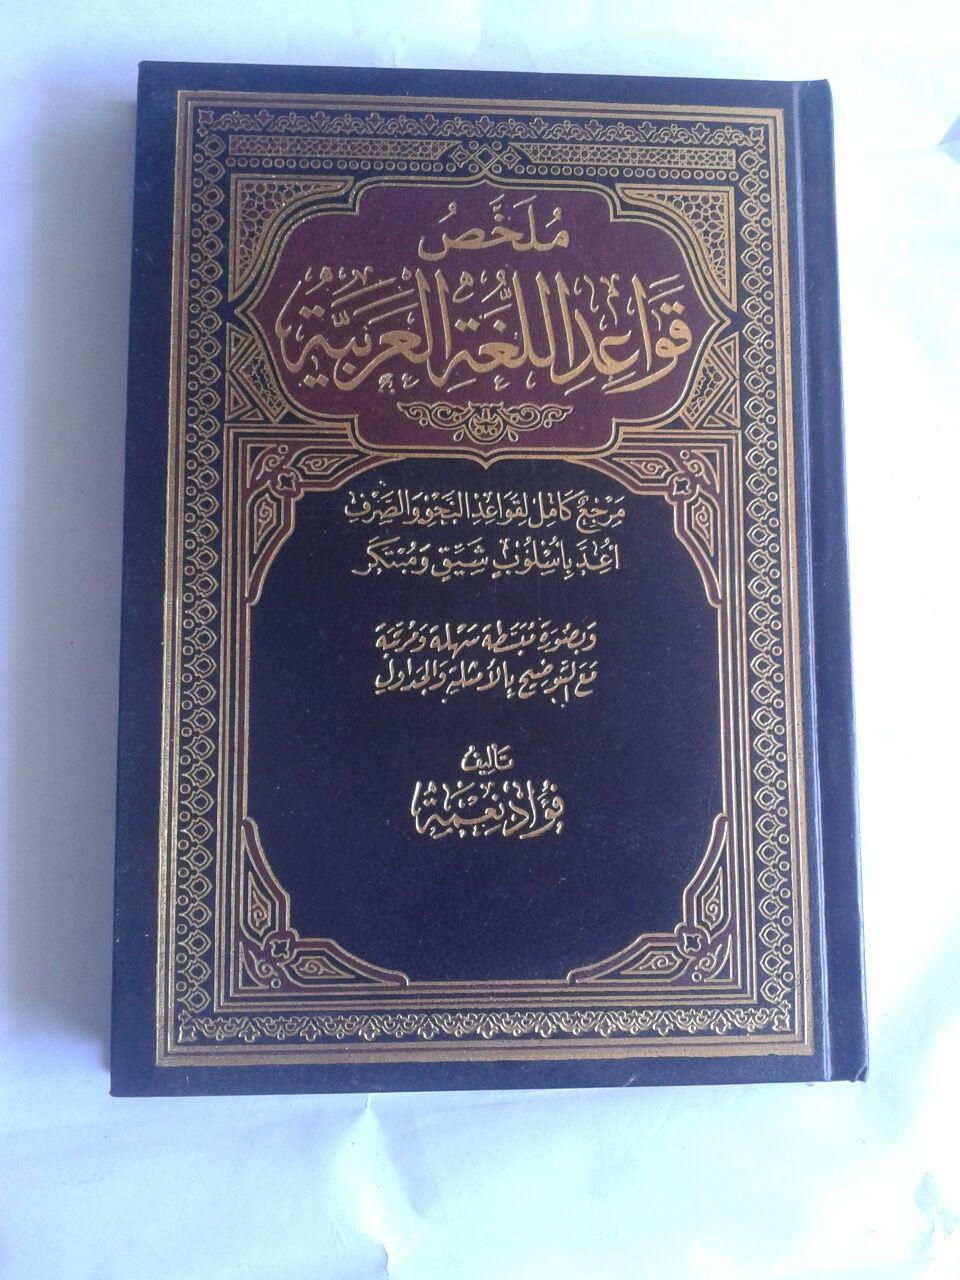 مُلَخَّصُ
قَوَاعِدِ اللُّغَةِ العَرَبِيَّةِ
مَرْجِعٌ كَامِلٌ لِقَوَاعِدِ النَّحْوِ وَالصَّرْفِ
أُعِدَّ بِأُسْلُوبٍ شَيِّقٍ وَمُبْتَكَر
وَبِصُورَةٍ مُبَسَّطَةٍ سَهْلَةٍ وَمُرَتَّبَةٍ
مَعَ التَّوْضِيحِ بِالأَمْثِلَةِ وَالجَدَاوِلِ
تَأْلِيفُ
فُؤَاد نِعْمَة